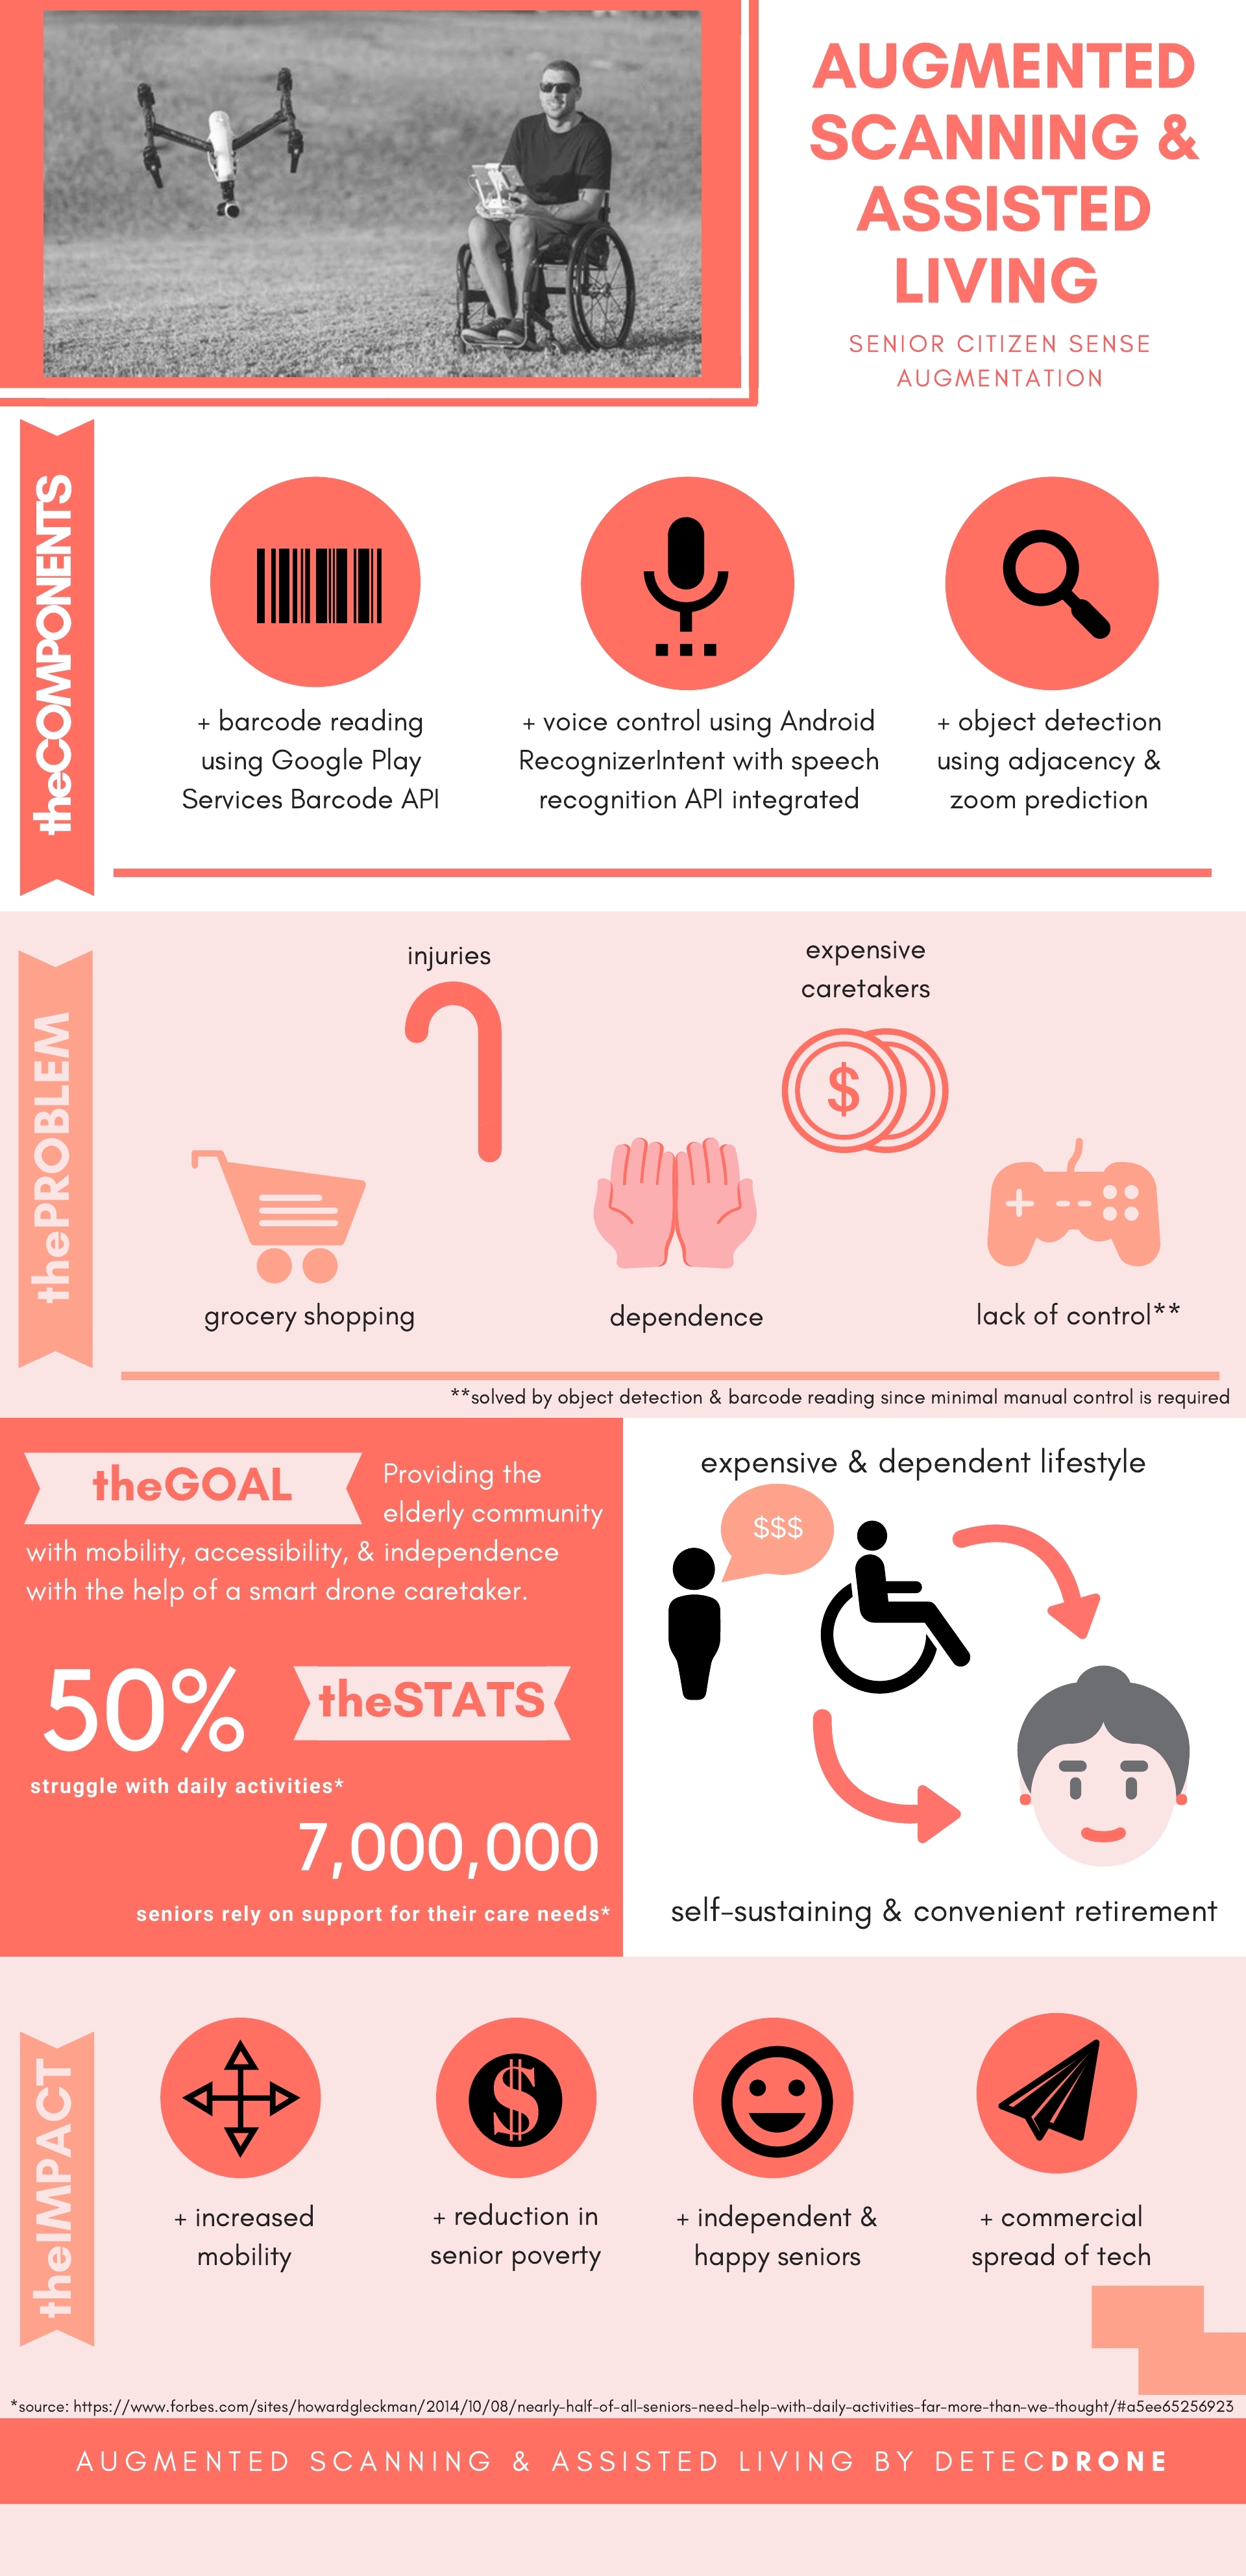 AUGMENTED
SCANNING &
ASSISTED
LIVING
SENIOR CITIZEN SENSE
AUGMENTATION
theCOMPONENTS
+ barcode reading
using Google Play
Services Barcode API
+ voice control using Android
RecognizerIntent with speech
recognition API integrated
+ object detection
using adjacency &
zoom prediction
thePROBLEM
injuries
expensive
caretakers
$
grocery shopping
dependence
lack of control**
**solved by object detection & barcode reading since minimal manual control is required
theGOAL
Providing the
elderly community
with mobility, accessibility, & independence
with the help of a smart drone caretaker.
50%
theSTATS
struggle with daily activities*
7,000,000
seniors rely on support for their care needs*
expensive & dependent lifestyle
$$$
self-sustaining & convenient retirement
theIMPACT
$
+ increased
mobility
+ reduction in
senior poverty
+ independent &
happy seniors
+ commercial
spread of tech
*source: https://www.forbes.com/sites/howardgleckman/2014/10/08/nearly-half-of-all-seniors-need-help-with-daily-activities-far-more-than-we-thought/#a5ee65256923
AUGMENTED SCANNING & ASSISTED LIVING BY DETECDRONE